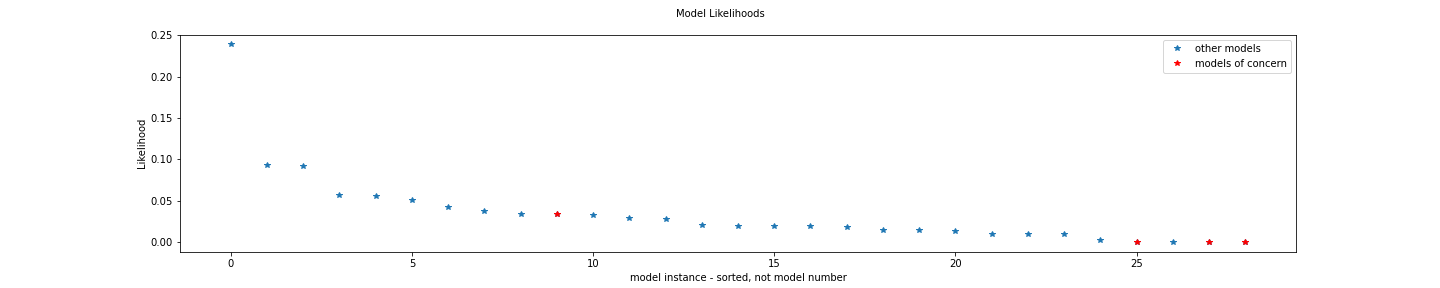 Model Likelihoods
0.25
0.20
0.15
0.10
0.05
0.00
Likelihood
other models
models of concern
0 5 10 15 20 25
model instance - sorted, not model number